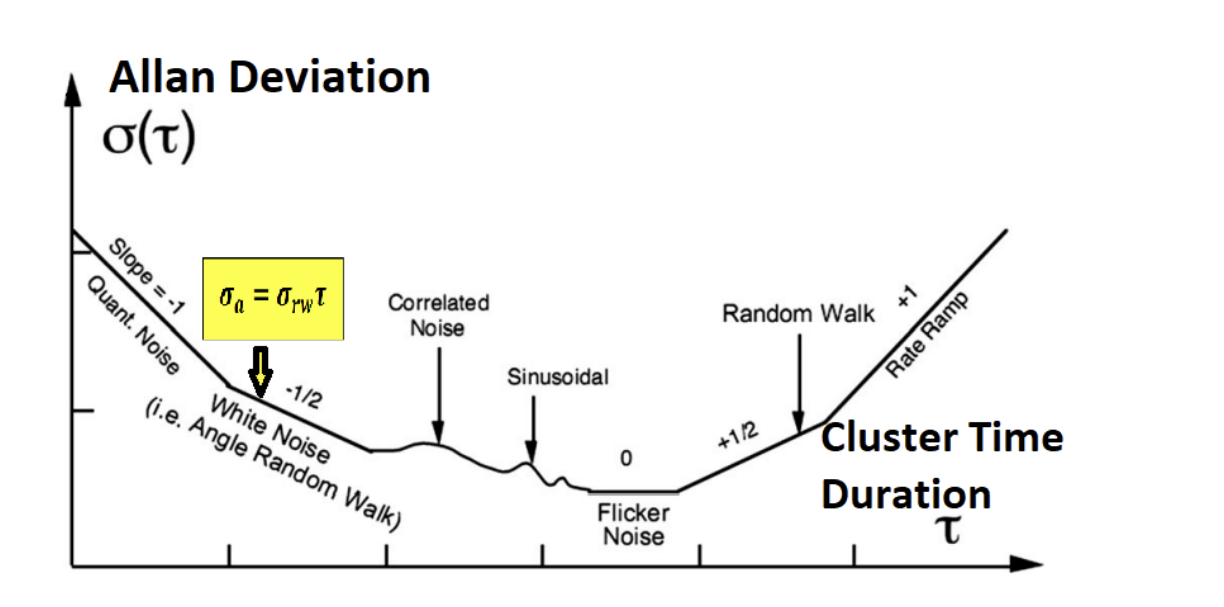 Allan Deviation
σ(τ)
Slope = -1
Quant. Noise
σₐ = σᵣwτ
-1/2
White Noise
(i.e. Angle Random Walk)
Correlated
Noise
Sinusoidal
0
Flicker
Noise
+1/2
Random Walk
+1
Rate Ramp
Cluster Time
Duration
τ